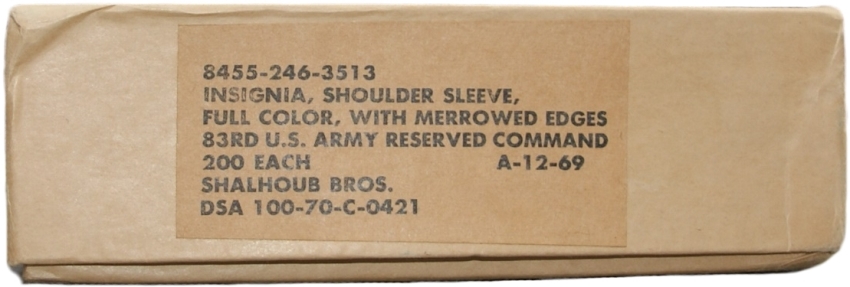 8455-246-3513
INSIGNIA, SHOULDER SLEEVE,
FULL COLOR, WITH MERROWED EDGES
83RD U.S. ARMY RESERVED COMMAND
200 EACH A-12-69
SHALHOUB BROS.
DSA 100-70-C-0421